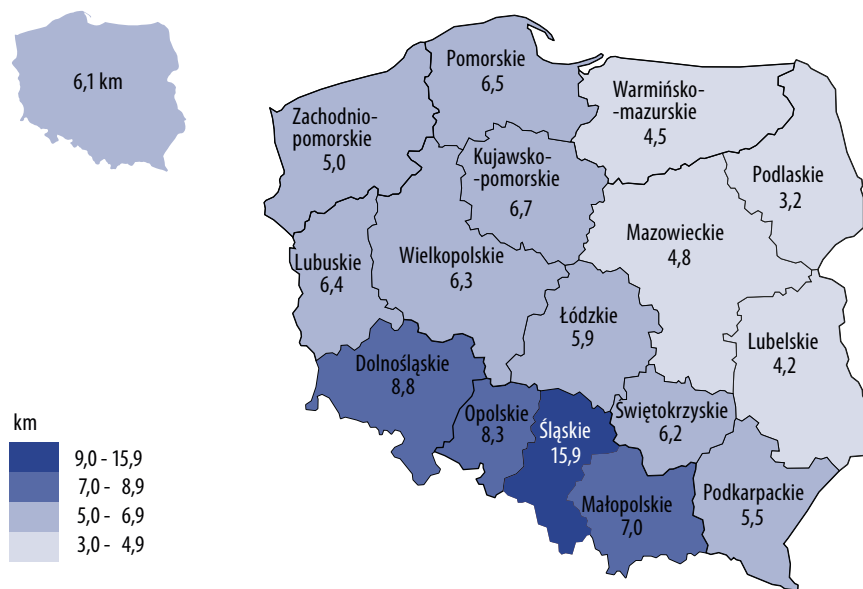 6,1 km
Pomorskie
6,5
Warmińsko-
-mazurskie
4,5
Zachodnio-
pomorskie
5,0
Kujawsko-
-pomorskie
6,7
Podlaskie
3,2
Mazowieckie
4,8
Lubuskie
6,4
Wielkopolskie
6,3
Łódzkie
5,9
Lubelskie
4,2
Dolnośląskie
8,8
Opolskie
8,3
Śląskie
15,9
Świętokrzyskie
6,2
Małopolskie
7,0
Podkarpackie
5,5
km
9,0 - 15,9
7,0 - 8,9
5,0 - 6,9
3,0 - 4,9